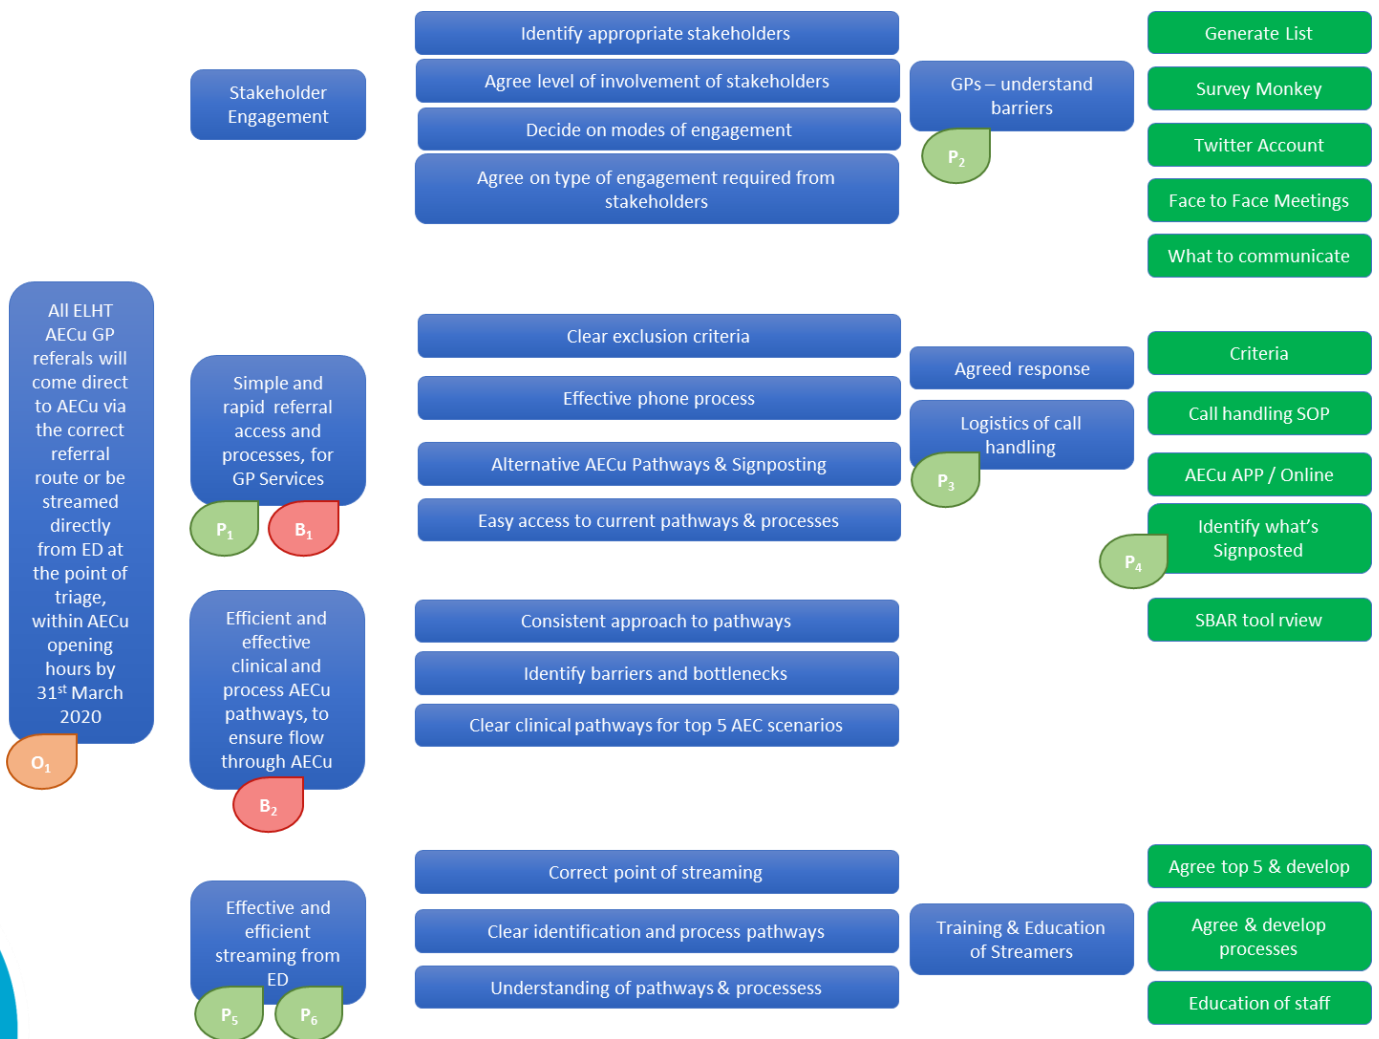 All ELHT
AECu GP
referals will
come direct
to AECu via
the correct
referral
route or be
streamed
directly
from ED at
the point of
triage,
within AECu
opening
hours by
31st March
2020
O1
Stakeholder
Engagement
Identify appropriate stakeholders
Agree level of involvement of stakeholders
Decide on modes of engagement
Agree on type of engagement required from
stakeholders
GPs – understand
barriers
P2
Generate List
Survey Monkey
Twitter Account
Face to Face Meetings
What to communicate
Simple and
rapid referral
access and
processes, for
GP Services
P1
B1
Clear exclusion criteria
Effective phone process
Alternative AECu Pathways & Signposting
Easy access to current pathways & processes
Agreed response
Logistics of call
handling
P3
Criteria
Call handling SOP
AECu APP / Online
Identify what's
Signposted
P4
SBAR tool rview
Efficient and
effective
clinical and
process AECu
pathways, to
ensure flow
through AECu
B2
Consistent approach to pathways
Identify barriers and bottlenecks
Clear clinical pathways for top 5 AEC scenarios
Effective and
efficient
streaming from
ED
P5
P6
Correct point of streaming
Clear identification and process pathways
Understanding of pathways & processess
Training & Education
of Streamers
Agree top 5 & develop
Agree & develop
processes
Education of staff